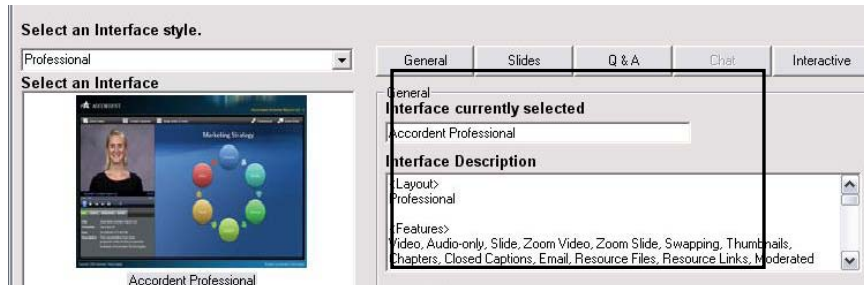 Select an Interface style.
Professional
Select an Interface
ACCORDENT
Marketing Strategy
Accordent Professional
General
Slides
Q & A
Chat
Interactive
General
Interface currently selected
Accordent Professional
Interface Description
<Layout>
Professional
<Features>
Video, Audio-only, Slide, Zoom Video, Zoom Slide, Swapping, Thumbnails,
Chapters, Closed Captions, Email, Resource Files, Resource Links, Moderated